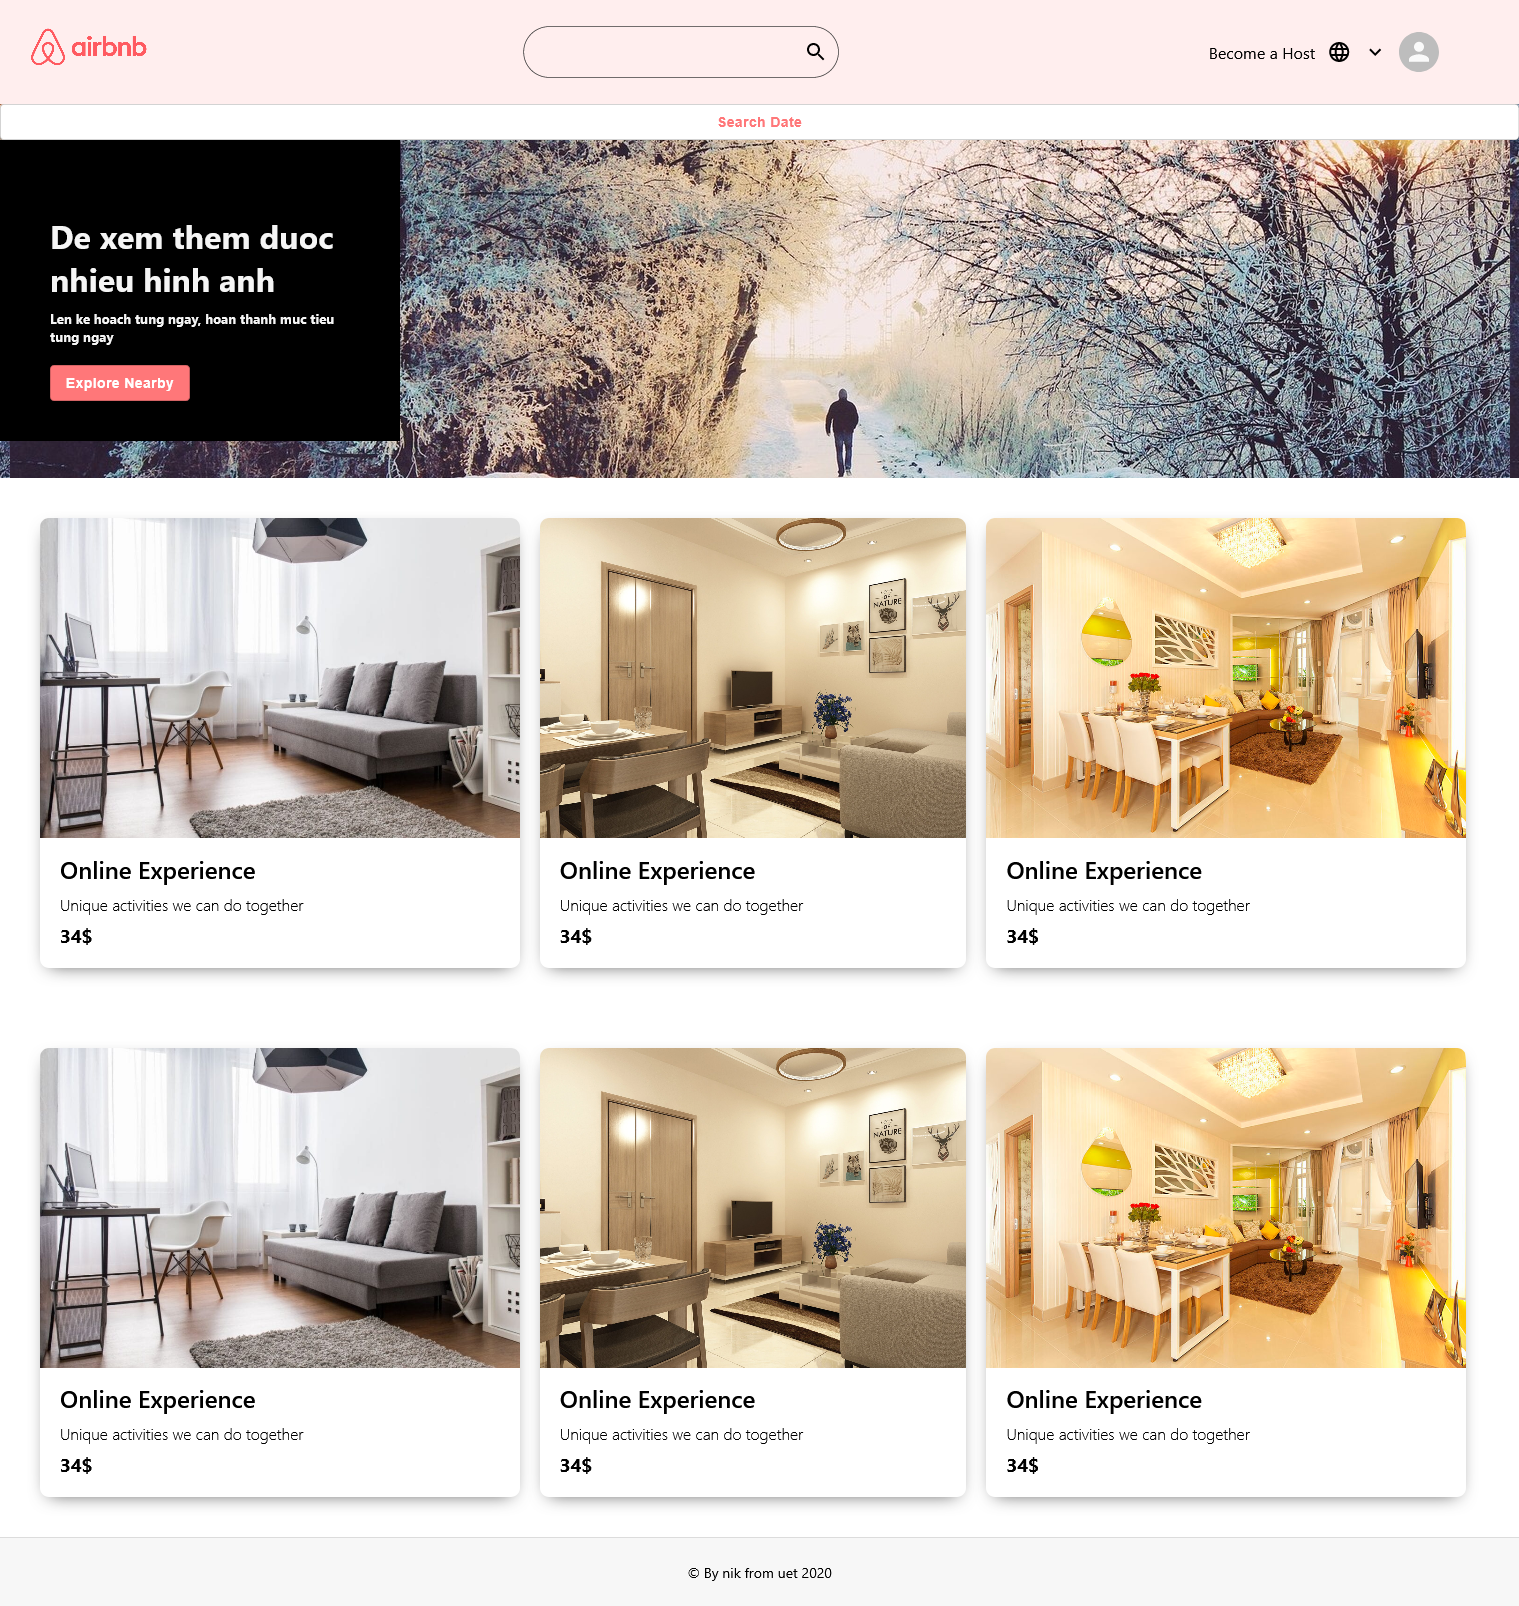 airbnb
Become a Host
Search Date
De xem them duoc
nhieu hinh anh
Len ke hoach tung ngay, hoan thanh muc tieu
tung ngay
Explore Nearby
NATURE
Online Experience
Unique activities we can do together
34$
Online Experience
Unique activities we can do together
34$
Online Experience
Unique activities we can do together
34$
NATURE
Online Experience
Unique activities we can do together
34$
Online Experience
Unique activities we can do together
34$
Online Experience
Unique activities we can do together
34$
© By nik from uet 2020